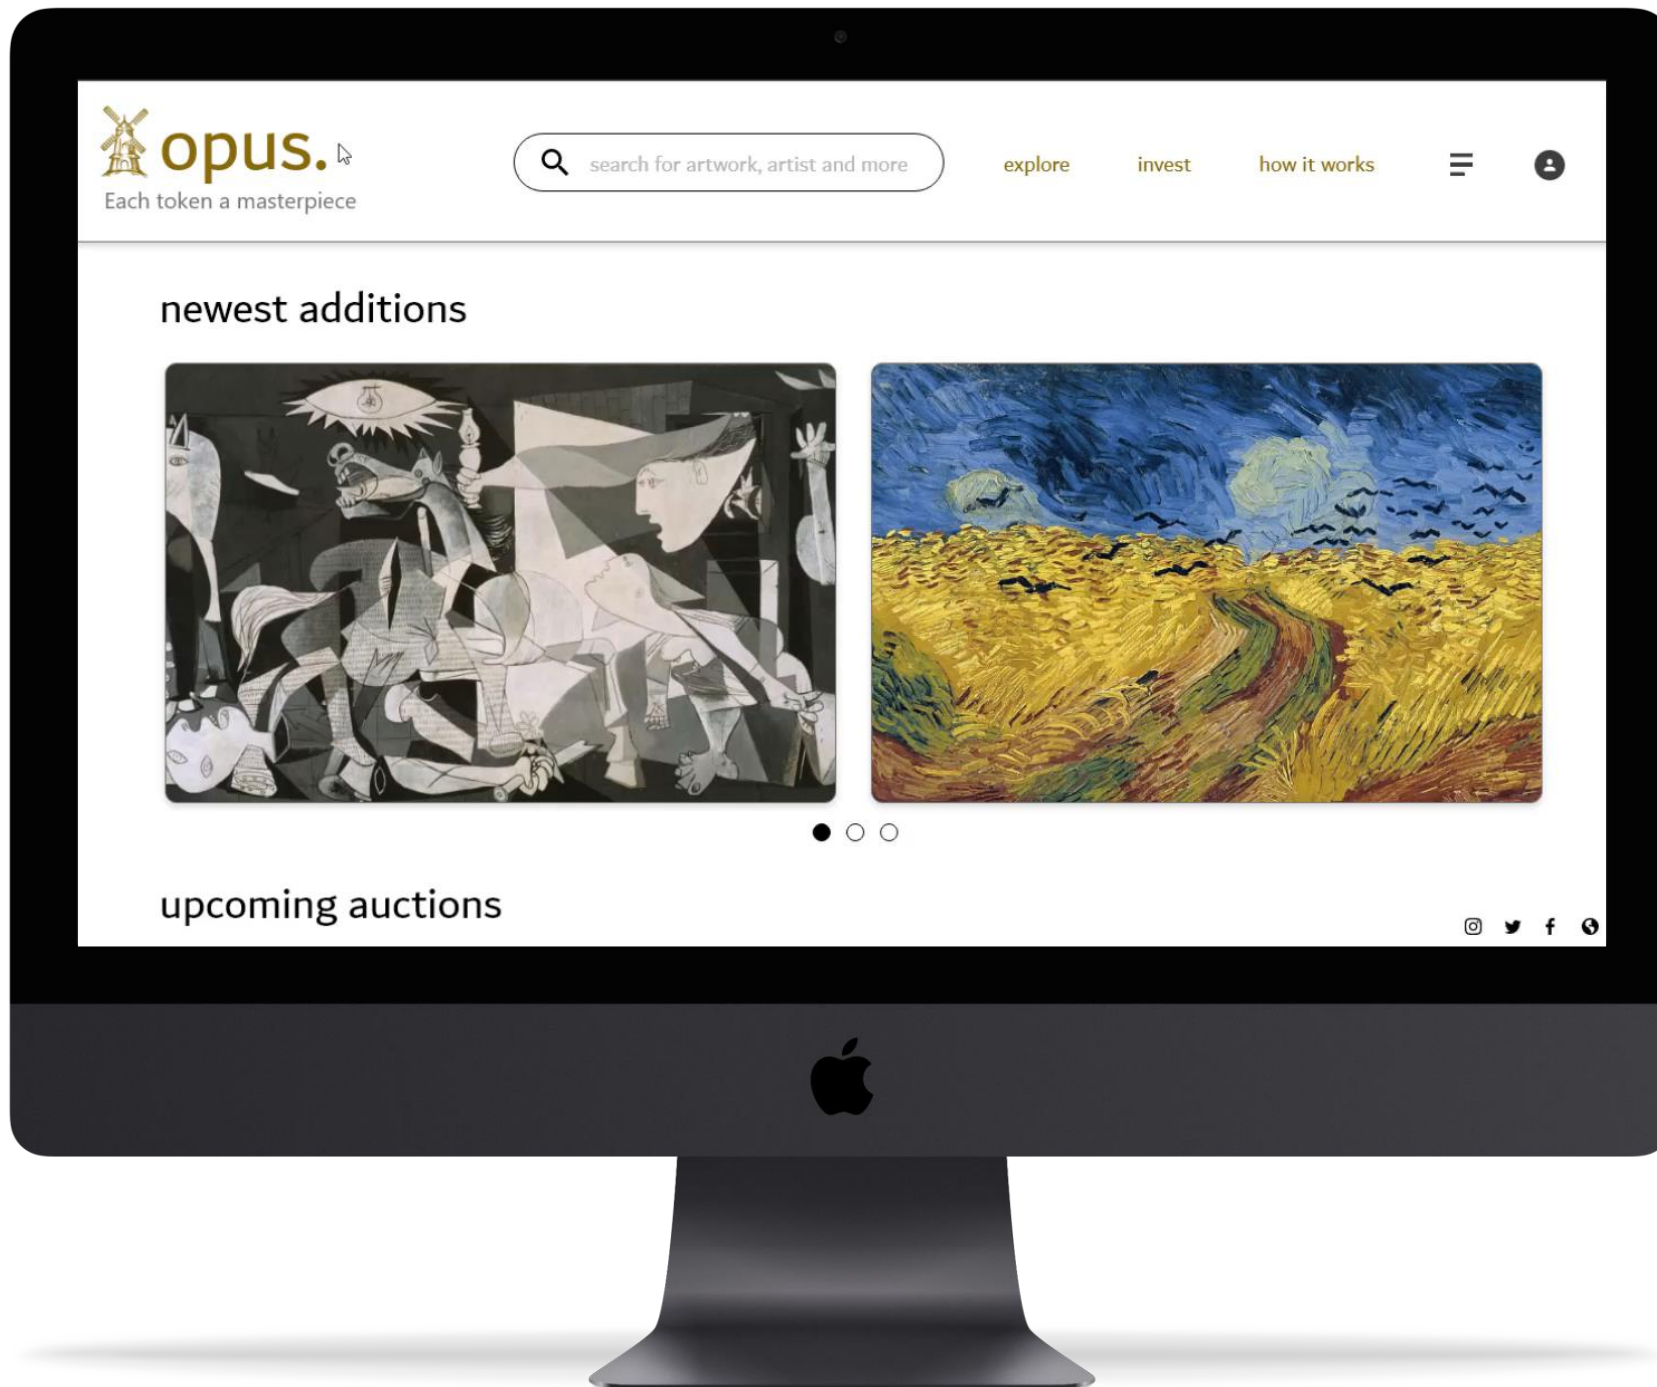 opus.
Each token a masterpiece
search for artwork, artist and more
explore
invest
how it works
newest additions
upcoming auctions